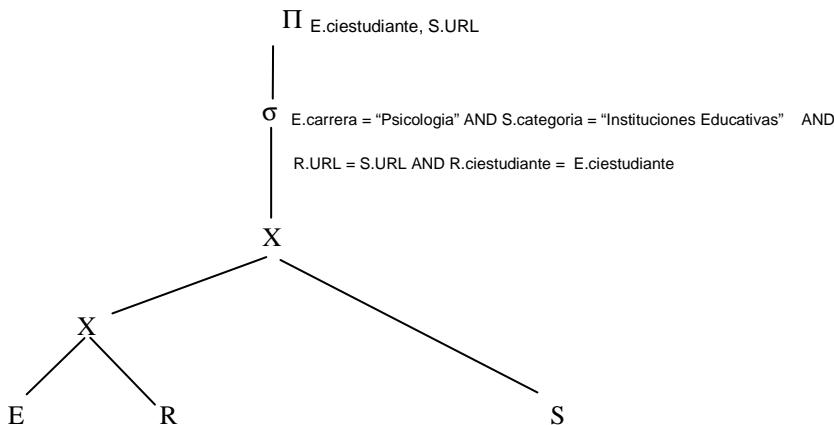 Π E.ciestudiante, S.URL
σ E.carrera = “Psicologia” AND S.categoria = “Instituciones Educativas” AND
R.URL = S.URL AND R.ciestudiante = E.ciestudiante
X
X
E R S